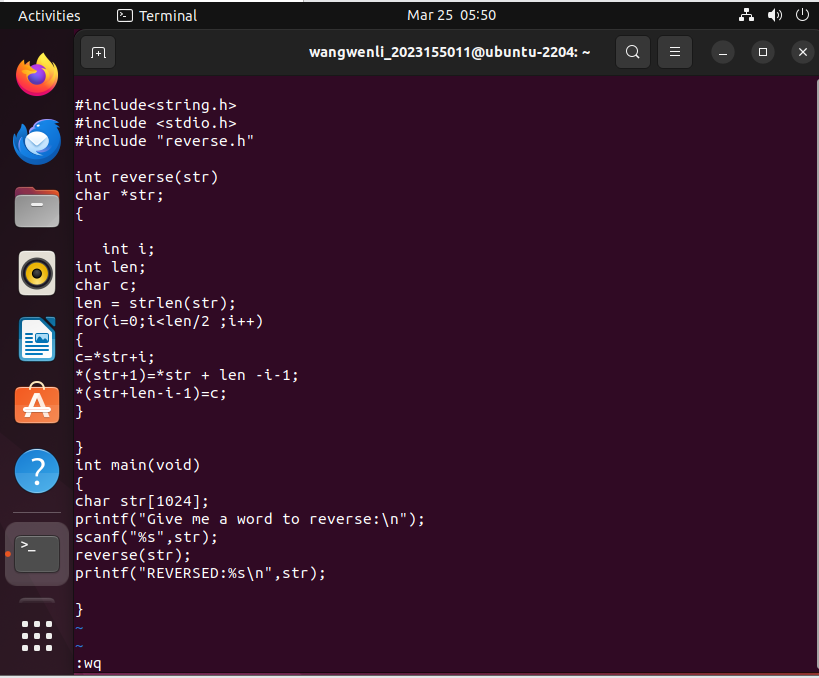 Activities Terminal Mar 25 05:50
wangwenli_2023155011@ubuntu-2204: ~
#include<string.h>
#include <stdio.h>
#include "reverse.h"
int reverse(str)
char *str;
{
int i;
int len;
char c;
len = strlen(str);
for(i=0;i<len/2 ;i++)
{
c=*str+i;
*(str+1)=*str + len -i-1;
*(str+len-i-1)=c;
}
}
int main(void)
{
char str[1024];
printf("Give me a word to reverse:\n");
scanf("%s",str);
reverse(str);
printf("REVERSED:%s\n",str);
}
~
~
:wq